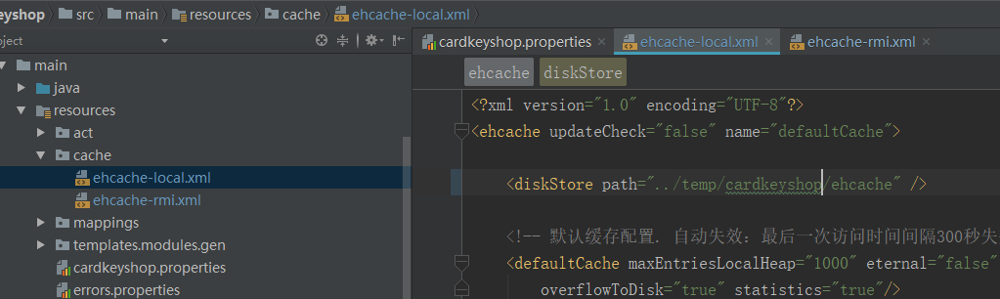 eyshop src main resources cache ehcache-local.xml
oject
main
java
resources
act
cache
ehcache-local.xml
ehcache-rmi.xml
mappings
templates.modules.gen
cardkeyshop.properties
errors.properties
cardkeyshop.properties × ehcache-local.xml × ehcache-rmi.xml ×
ehcache diskStore
<?xml version="1.0" encoding="UTF-8"?>
<ehcache updateCheck="false" name="defaultCache">
<diskStore path="../temp/cardkeyshop/ehcache" />
<!-- 默认缓存配置. 自动失效：最后一次访问时间间隔300秒失
<defaultCache maxEntriesLocalHeap="1000" eternal="false"
overflowToDisk="true" statistics="true"/>